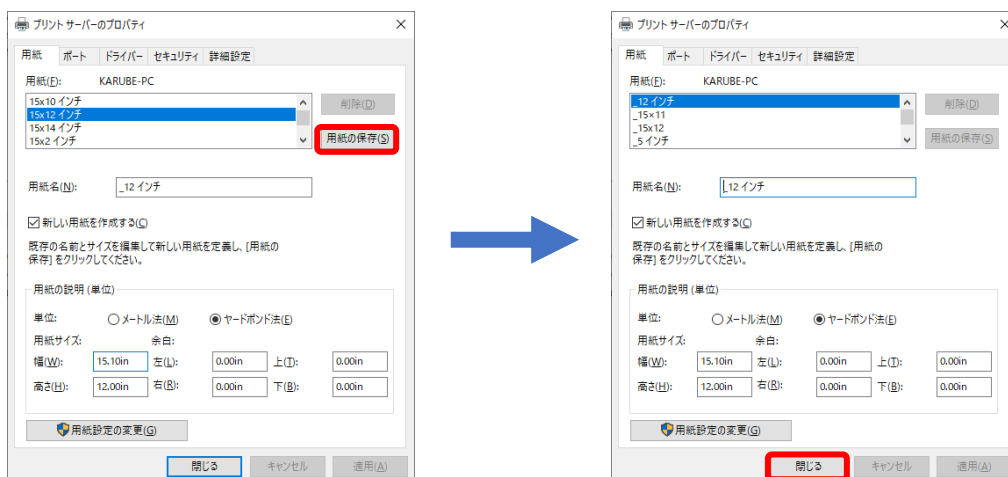 プリント サーバーのプロパティ
用紙 ポート ドライバー セキュリティ 詳細設定
用紙(F): KARUBE-PC
15x10 インチ
15x12 インチ
15x14 インチ
15x2 インチ
削除(D)
用紙の保存(S)
用紙名(N): _12 インチ
新しい用紙を作成する(C)
既存の名前とサイズを編集して新しい用紙を定義し、[用紙の
保存] をクリックしてください。
用紙の説明 (単位)
単位: メートル法(M) ヤードポンド法(E)
用紙サイズ: 余白:
幅(W): 15.10in 左(L): 0.00in 上(T): 0.00in
高さ(H): 12.00in 右(R): 0.00in 下(B): 0.00in
用紙設定の変更(G)
閉じる キャンセル 適用(A)
プリント サーバーのプロパティ
用紙 ポート ドライバー セキュリティ 詳細設定
用紙(F): KARUBE-PC
_12 インチ
_15×11
_15x12
_5 インチ
削除(D)
用紙の保存(S)
用紙名(N): _12 インチ
新しい用紙を作成する(C)
既存の名前とサイズを編集して新しい用紙を定義し、[用紙の
保存] をクリックしてください。
用紙の説明 (単位)
単位: メートル法(M) ヤードポンド法(E)
用紙サイズ: 余白:
幅(W): 15.10in 左(L): 0.00in 上(T): 0.00in
高さ(H): 12.00in 右(R): 0.00in 下(B): 0.00in
用紙設定の変更(G)
閉じる キャンセル 適用(A)